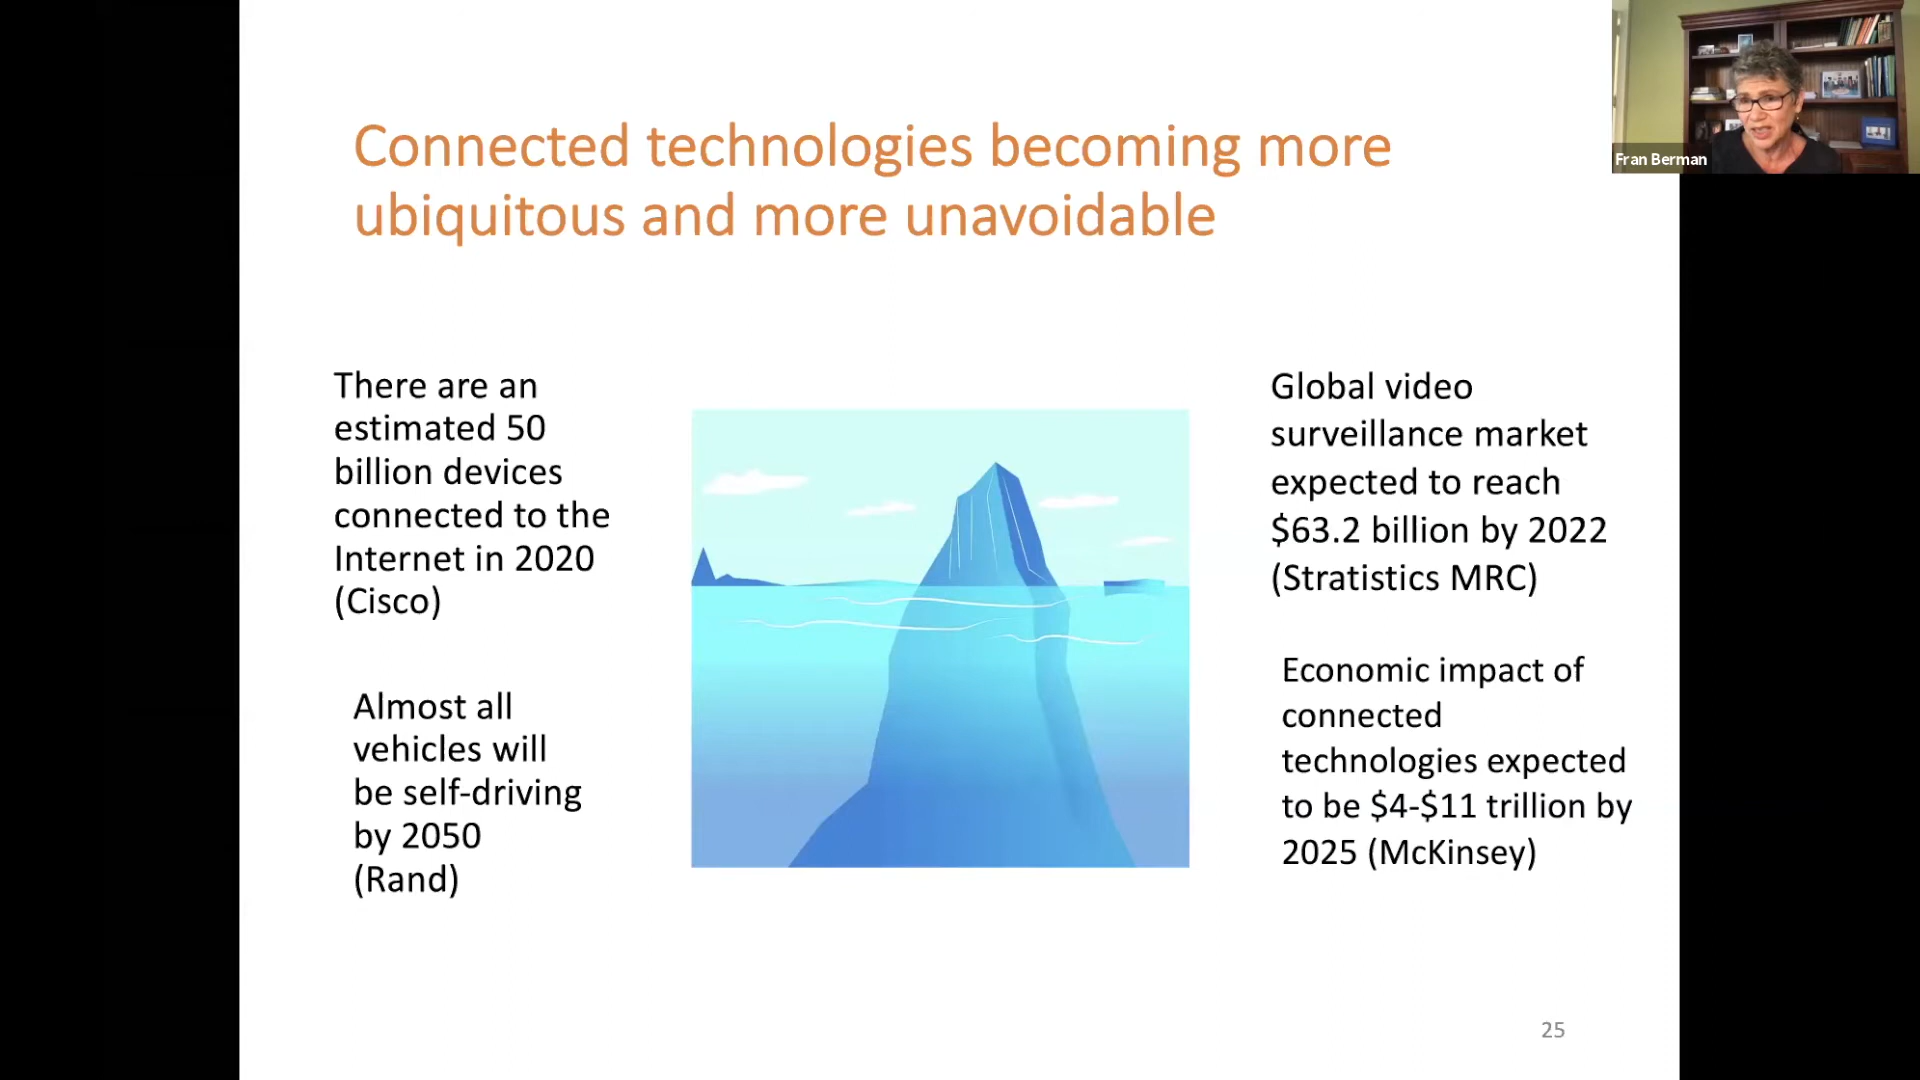 Connected technologies becoming more
ubiquitous and more unavoidable
Fran Berman
There are an
estimated 50
billion devices
connected to the
Internet in 2020
(Cisco)
Almost all
vehicles will
be self-driving
by 2050
(Rand)
Global video
surveillance market
expected to reach
$63.2 billion by 2022
(Stratistics MRC)
Economic impact of
connected
technologies expected
to be $4-$11 trillion by
2025 (McKinsey)
25